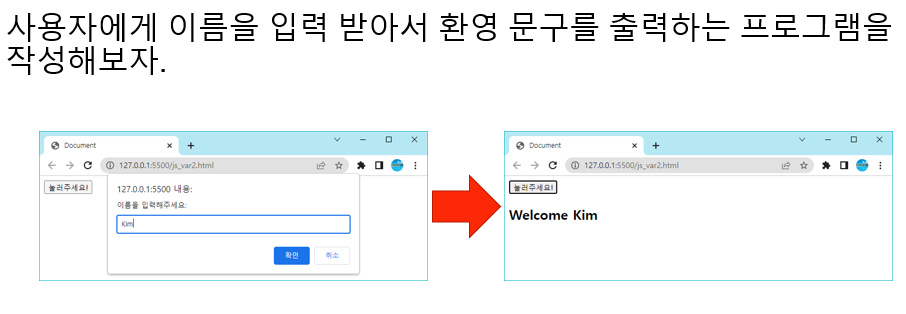 사용자에게 이름을 입력 받아서 환영 문구를 출력하는 프로그램을
작성해보자.
Document
127.0.0.1:5500/js_var2.html
눌러주세요!
127.0.0.1:5500 내용:
이름을 입력해주세요:
Kim
확인 취소
Document
127.0.0.1:5500/js_var2.html
눌러주세요!
Welcome Kim